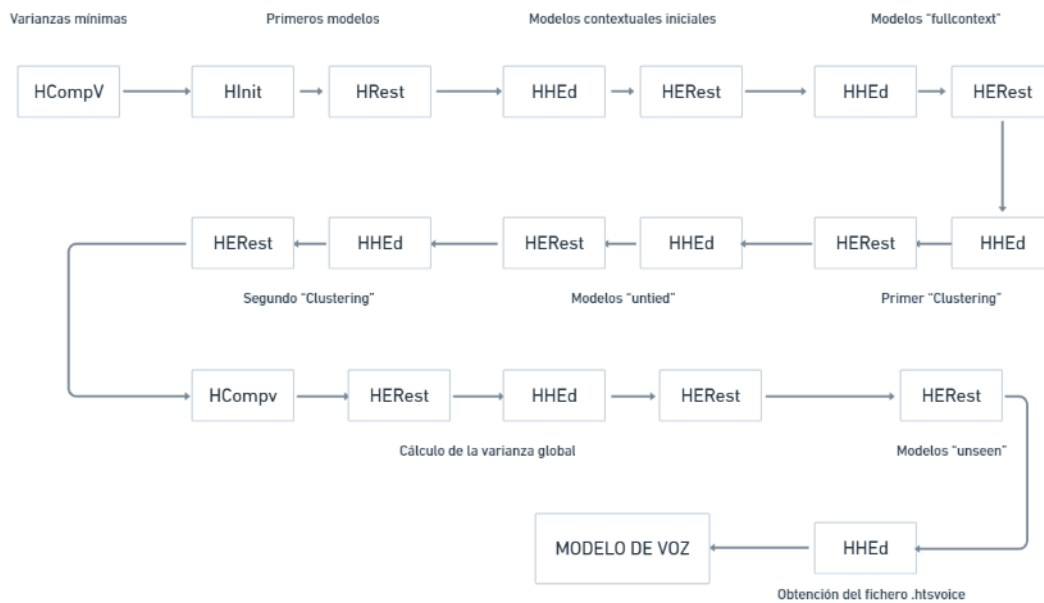 Varianzas mínimas
Primeros modelos
Modelos contextuales iniciales
Modelos "fullcontext"
HCompV
HInit
HRest
HHEd
HERest
HHEd
HERest
HERest
HHEd
HERest
HHEd
HERest
HHEd
Segundo "Clustering"
Modelos "untied"
Primer "Clustering"
HCompv
HERest
HHEd
HERest
HERest
Cálculo de la varianza global
Modelos "unseen"
MODELO DE VOZ
HHEd
Obtención del fichero .htsvoice